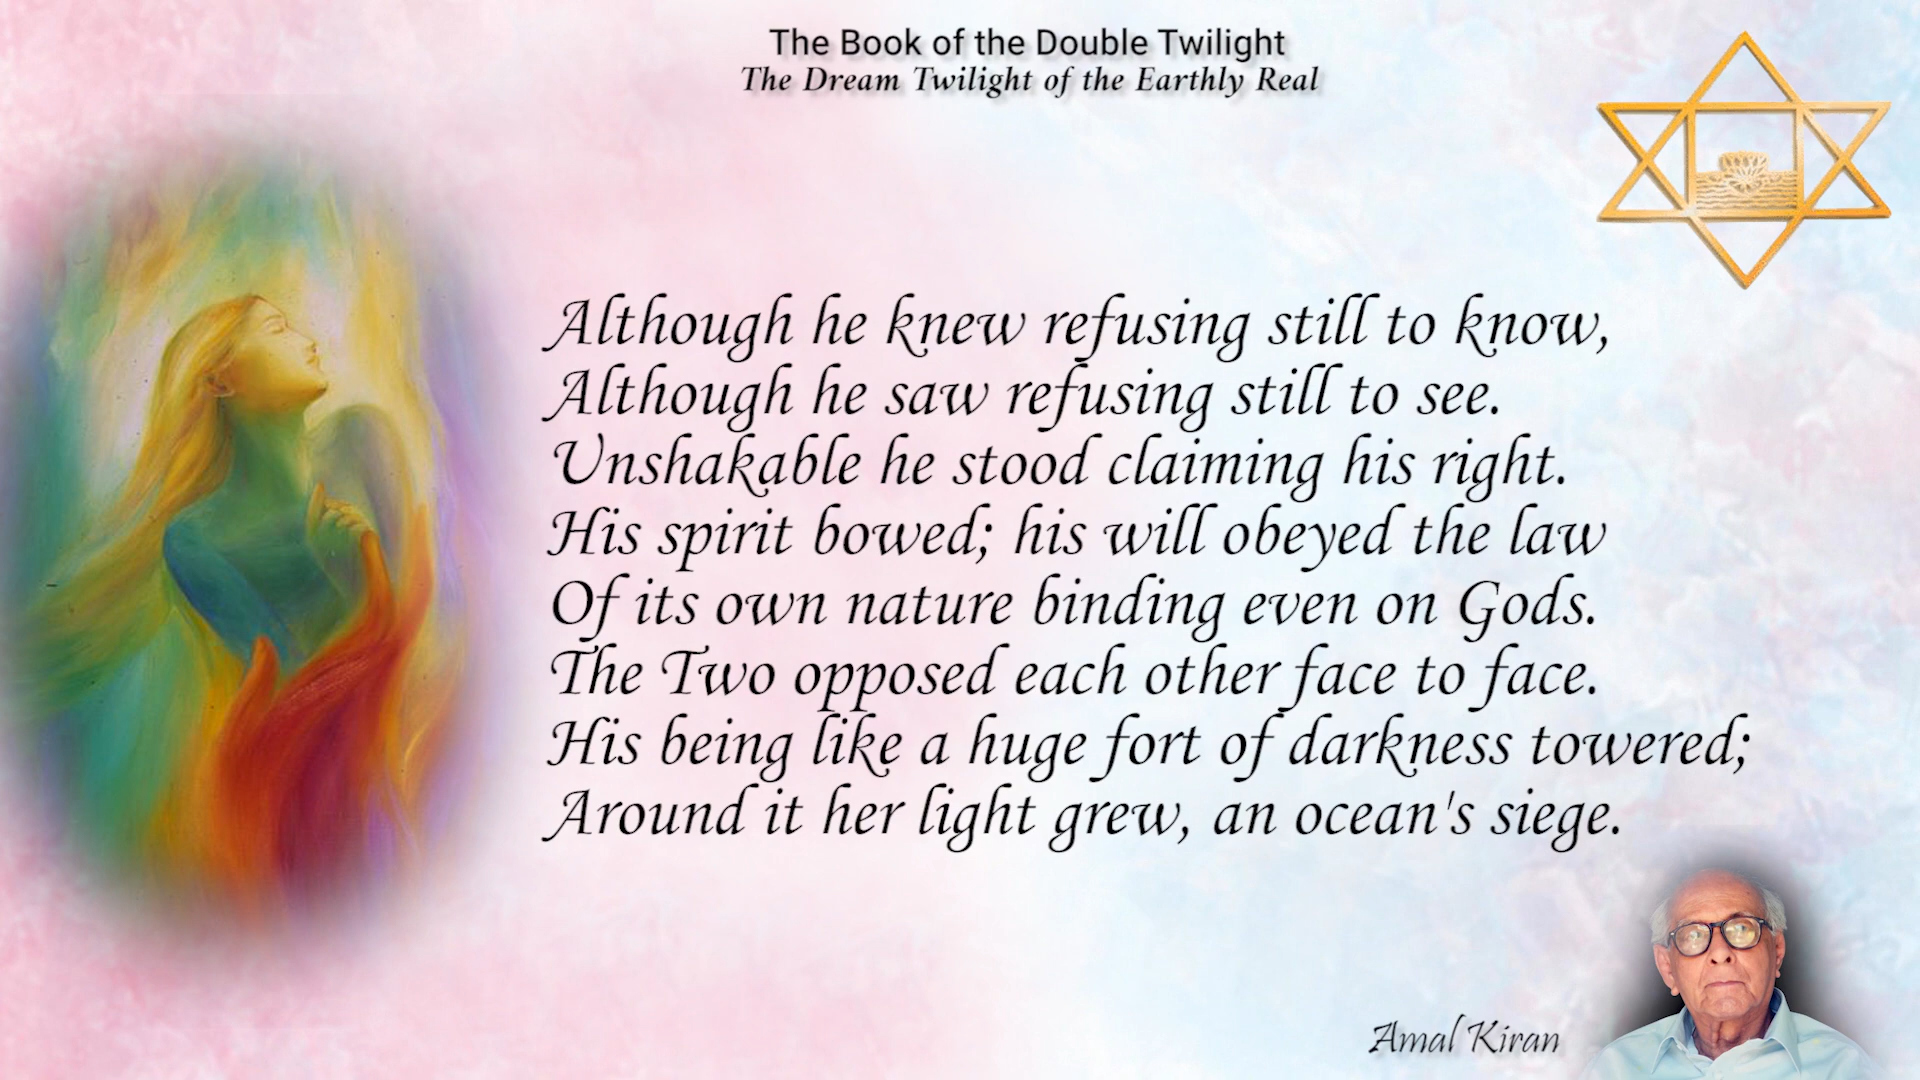 The Book of the Double Twilight
The Dream Twilight of the Earthly Real
Although he knew refusing still to know,
Although he saw refusing still to see.
Unshakable he stood claiming his right.
His spirit bowed; his will obeyed the law
Of its own nature binding even on Gods.
The Two opposed each other face to face.
His being like a huge fort of darkness towered;
Around it her light grew, an ocean's siege.
Amal Kiran